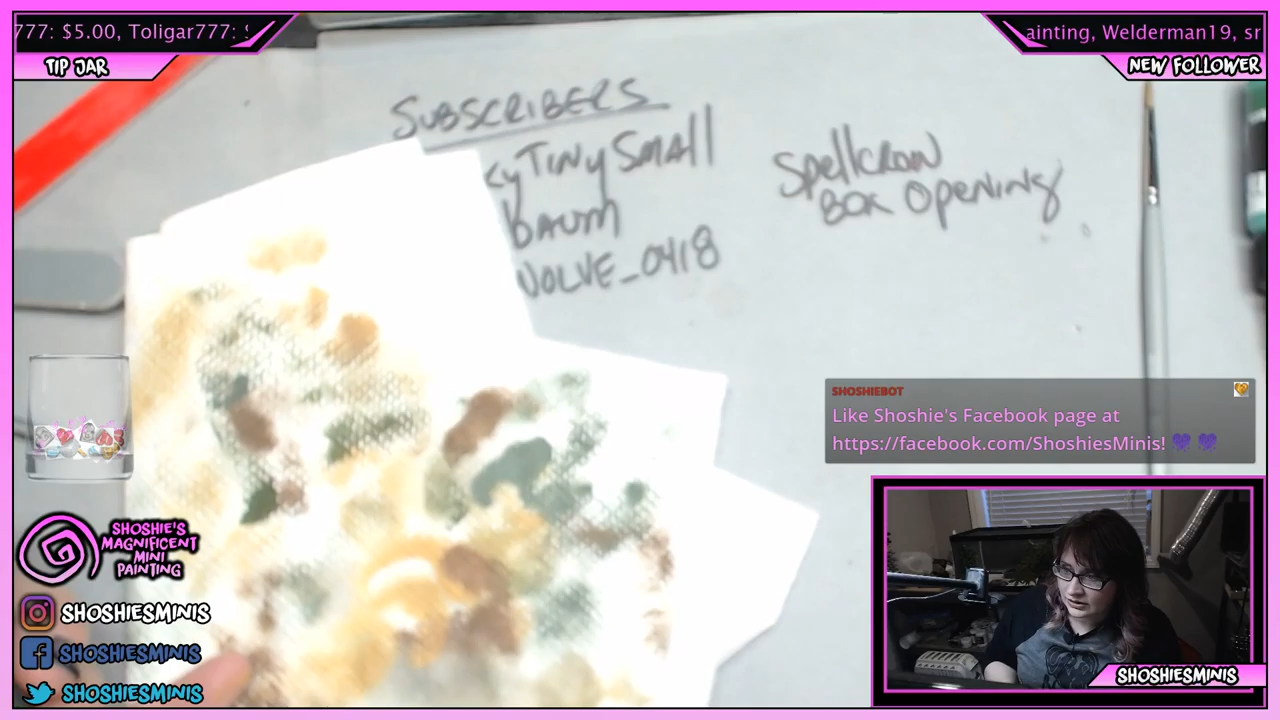 777: $5.00, Toligar777:
TIP JAR
ainting, Welderman19, sr
NEW FOLLOWER
SUBSCRIBERS
kyTinySmall
bAUM
VOLVE_0418
Spellcrow
Box Opening
SHOSHIEBOT
Like Shoshie's Facebook page at
https://facebook.com/ShoshiesMinis! 💜 💜
SHOSHIE'S
MAGNIFICENT
MINI
PAINTING
SHOSHIESMINIS
SHOSHIESMINIS
SHOSHIESMINIS
SHOSHIESMINIS